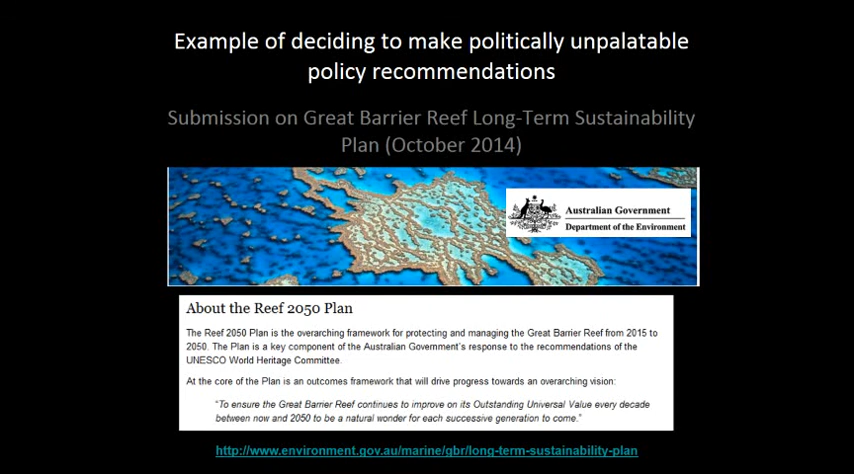 Example of deciding to make politically unpalatable
policy recommendations
Submission on Great Barrier Reef Long-Term Sustainability
Plan (October 2014)
Australian Government
Department of the Environment
About the Reef 2050 Plan
The Reef 2050 Plan is the overarching framework for protecting and managing the Great Barrier Reef from 2015 to
2050. The Plan is a key component of the Australian Government's response to the recommendations of the
UNESCO World Heritage Committee.
At the core of the Plan is an outcomes framework that will drive progress towards an overarching vision:
"To ensure the Great Barrier Reef continues to improve on its Outstanding Universal Value every decade
between now and 2050 to be a natural wonder for each successive generation to come."
http://www.environment.gov.au/marine/gbr/long-term-sustainability-plan